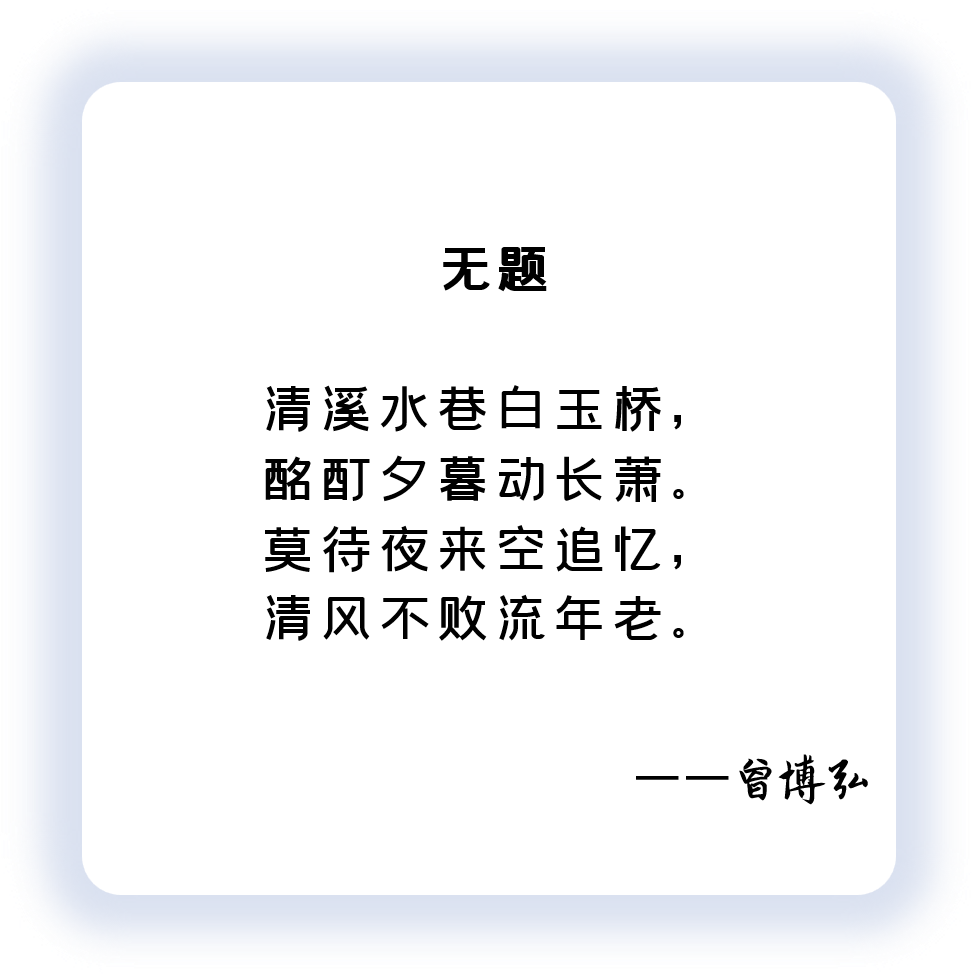 无题
清溪水巷白玉桥，
酩酊夕暮动长萧。
莫待夜来空追忆，
清风不败流年老。
——曾博弘